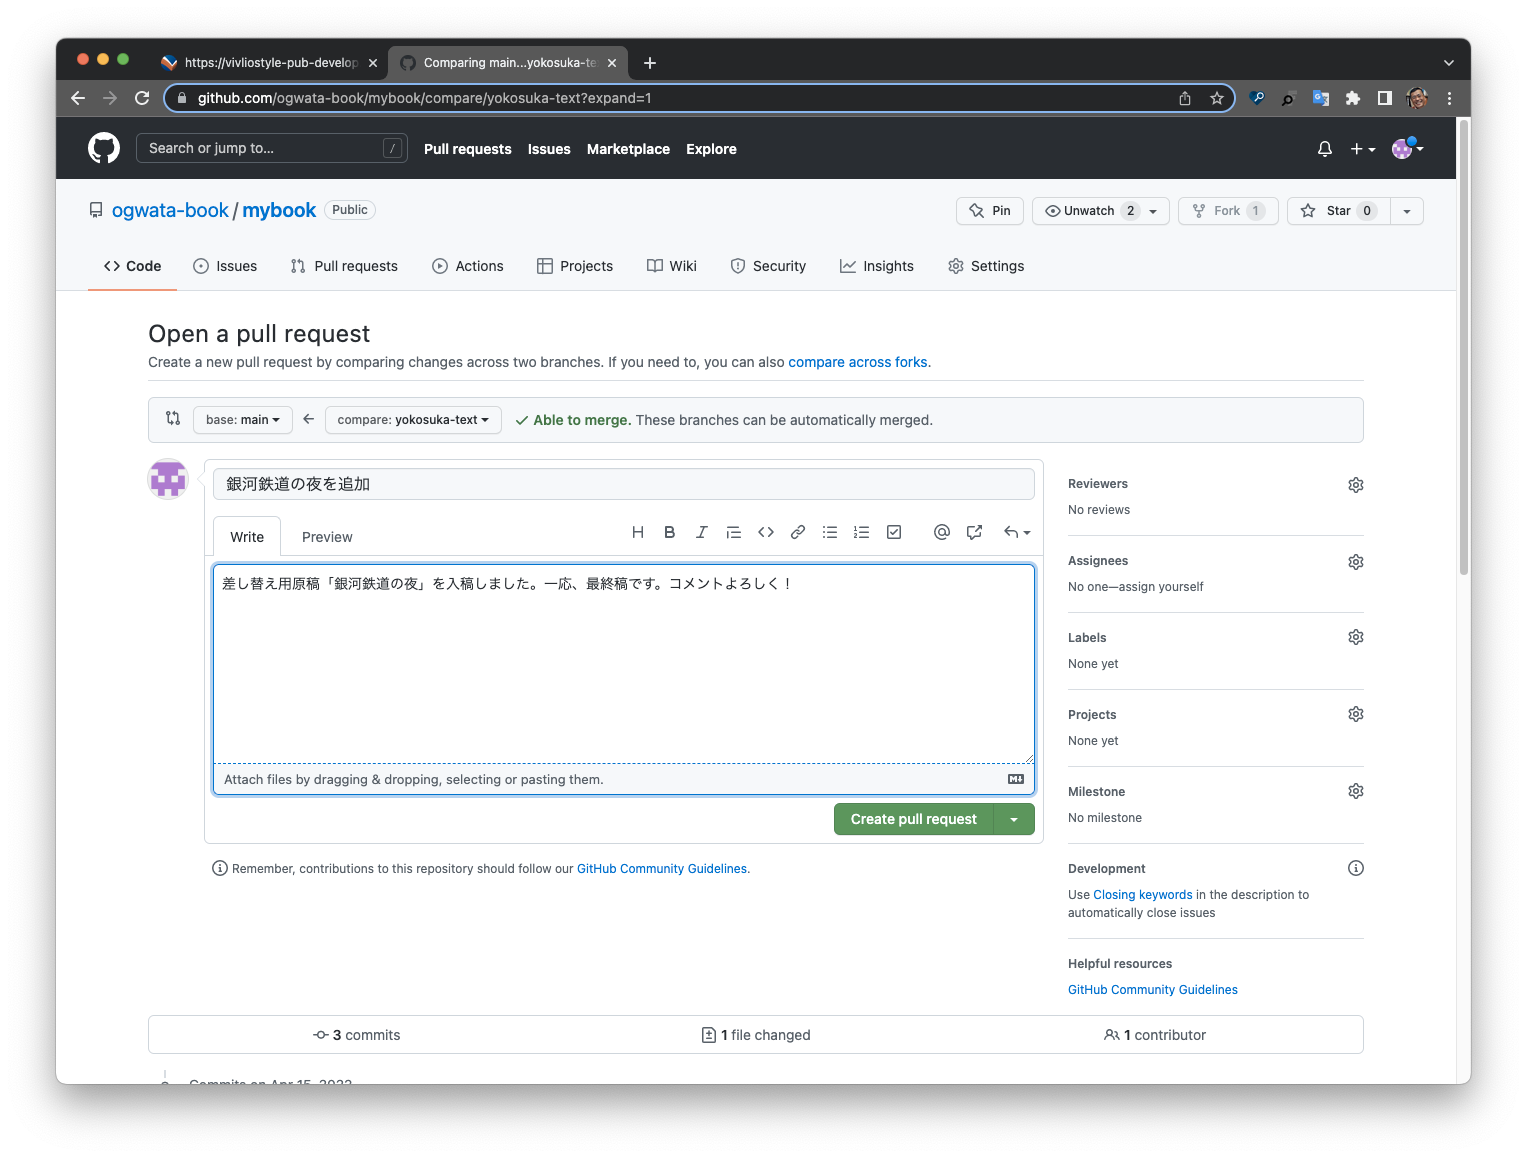 https://vivliostyle-pub-develop
Comparing main...yokosuka-te
github.com/ogwata-book/mybook/compare/yokosuka-text?expand=1
Search or jump to...
/
Pull requests
Issues
Marketplace
Explore
ogwata-book / mybook
Public
Pin
Unwatch 2
Fork 1
Star 0
Code
Issues
Pull requests
Actions
Projects
Wiki
Security
Insights
Settings
Open a pull request
Create a new pull request by comparing changes across two branches. If you need to, you can also compare across forks.
base: main
compare: yokosuka-text
Able to merge. These branches can be automatically merged.
銀河鉄道の夜を追加
Write
Preview
差し替え用原稿「銀河鉄道の夜」を入稿しました。一応、最終稿です。コメントよろしく！
Attach files by dragging & dropping, selecting or pasting them.
Create pull request
Remember, contributions to this repository should follow our GitHub Community Guidelines.
Reviewers
No reviews
Assignees
No one—assign yourself
Labels
None yet
Projects
None yet
Milestone
No milestone
Development
Use Closing keywords in the description to
automatically close issues
Helpful resources
GitHub Community Guidelines
3 commits
1 file changed
1 contributor
Commits on Apr 15, 2022